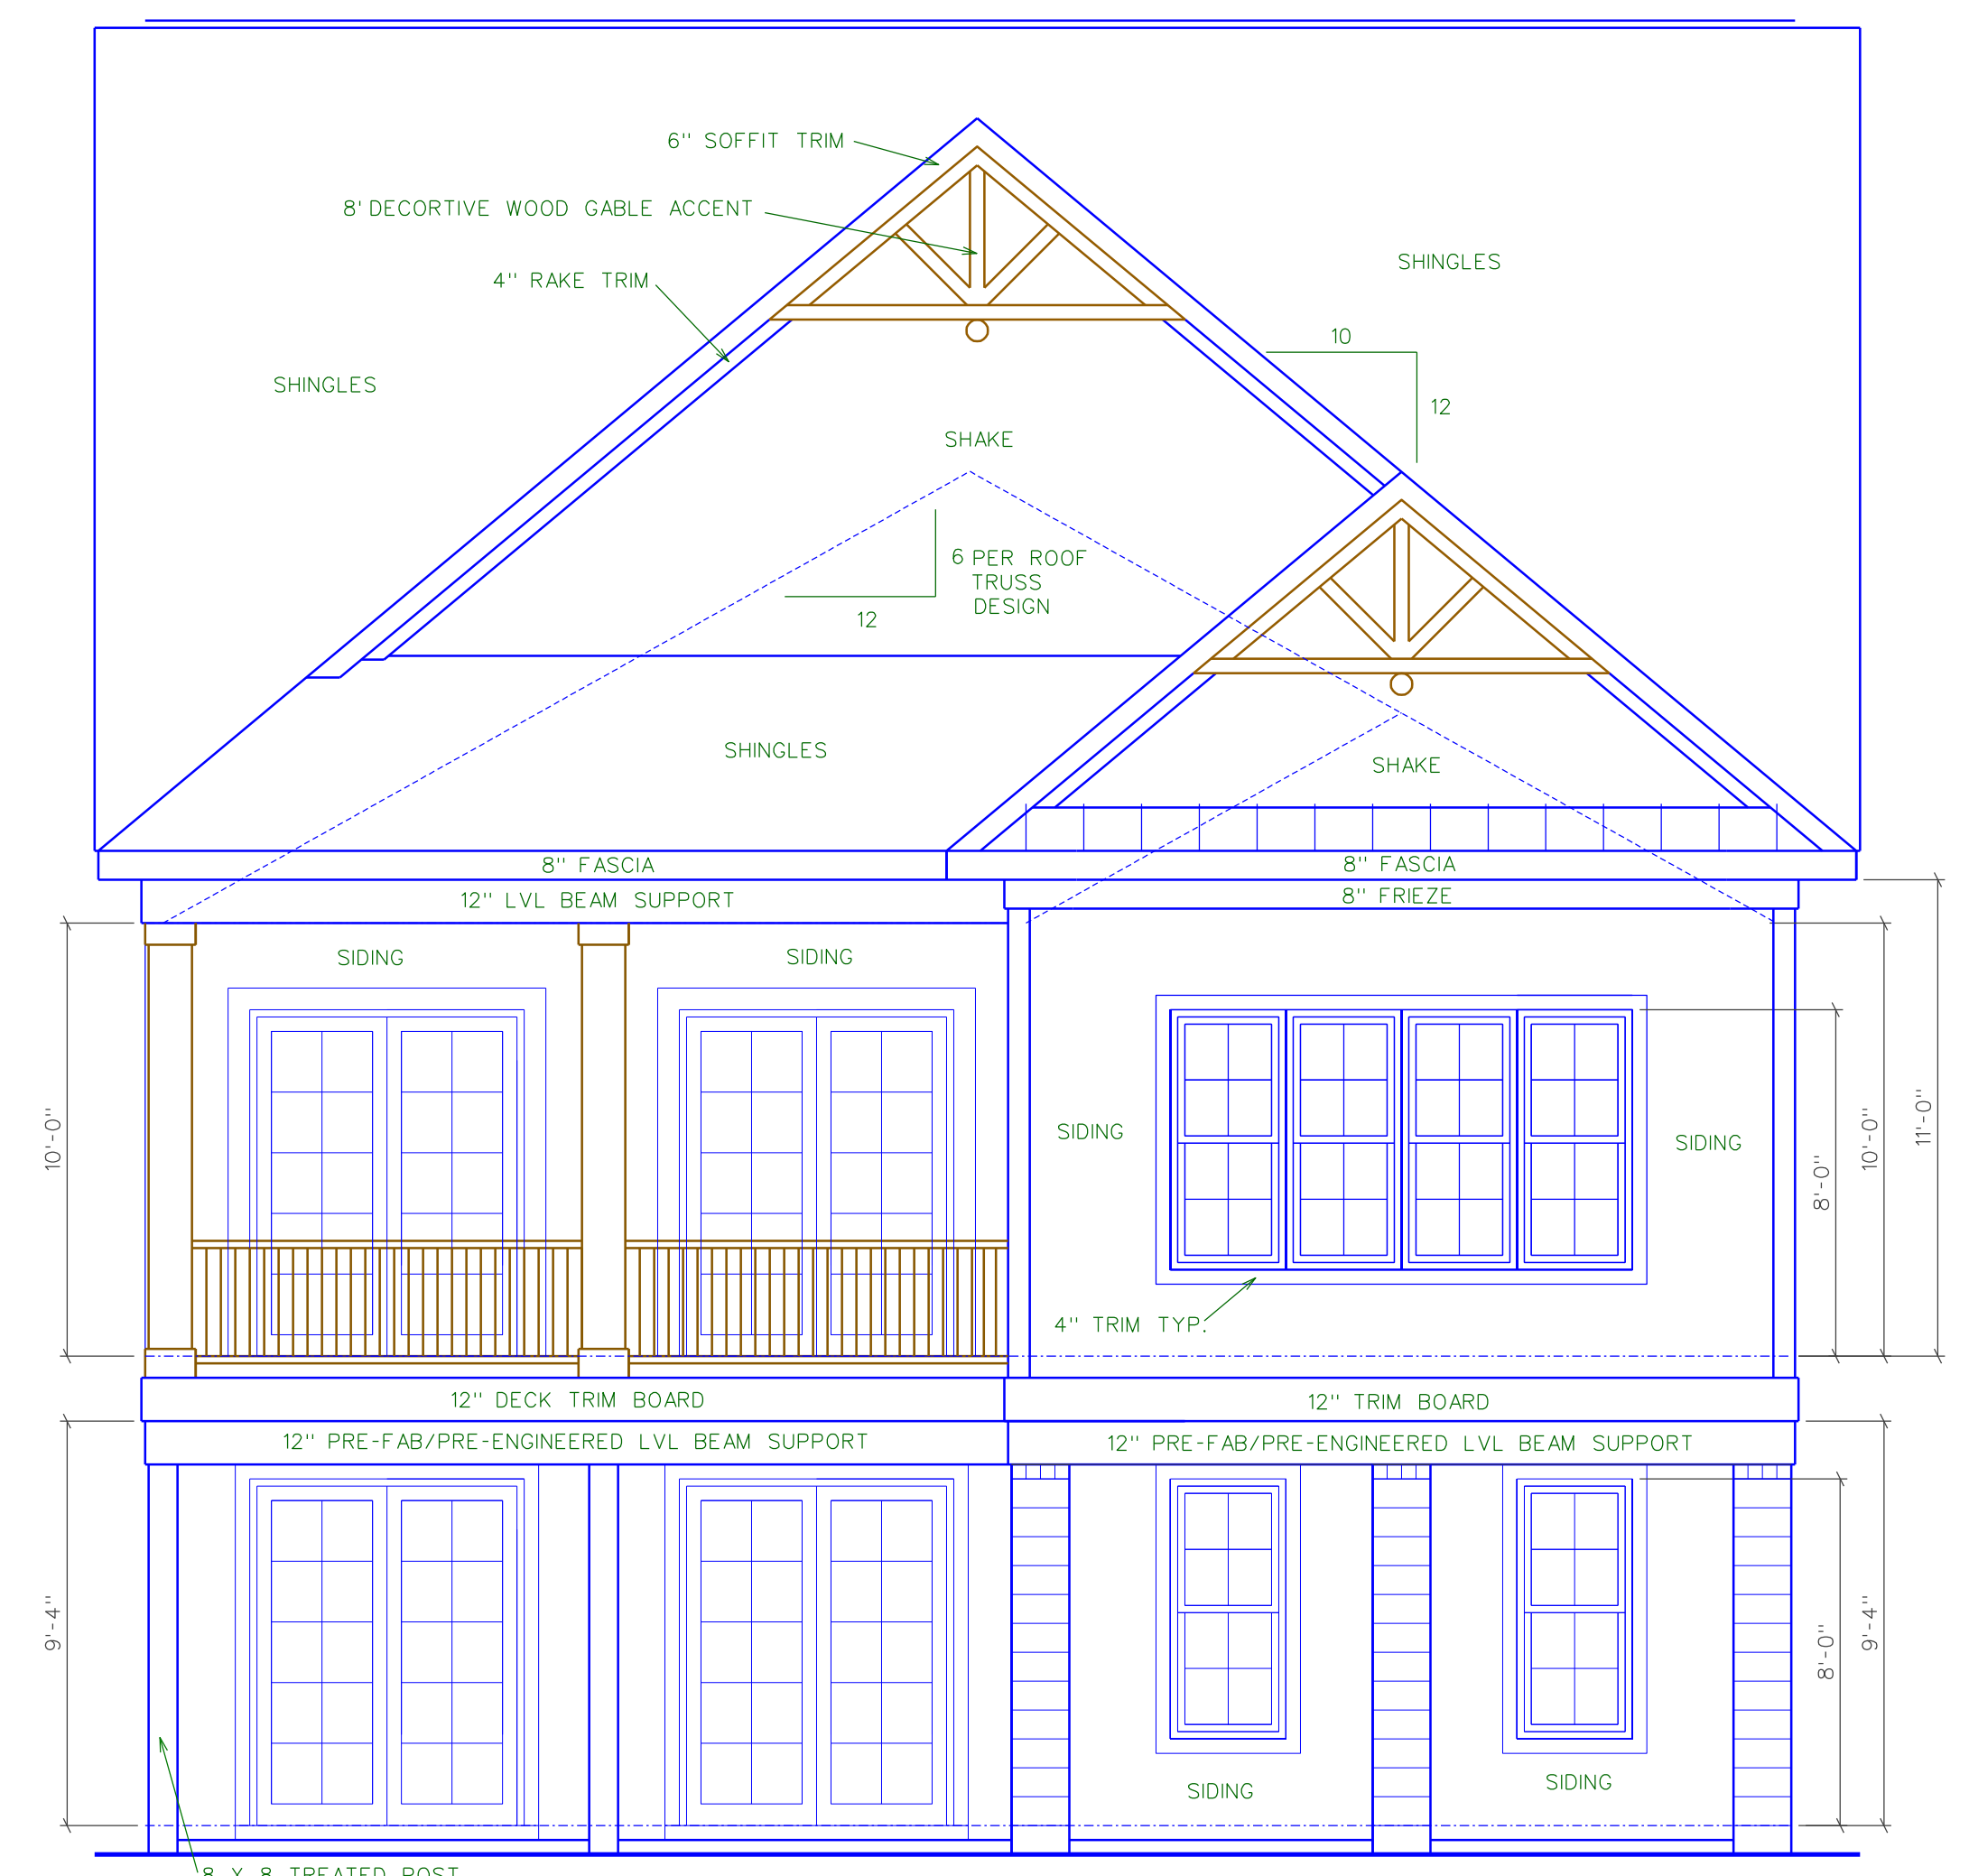 6" SOFFIT TRIM
8' DECORTIVE WOOD GABLE ACCENT
4" RAKE TRIM
SHINGLES
10
12
SHINGLES
SHAKE
6 PER ROOF
TRUSS
DESIGN
12
SHINGLES
SHAKE
8" FASCIA
8" FASCIA
12" LVL BEAM SUPPORT
8" FRIEZE
SIDING
SIDING
10'-0"
SIDING
SIDING
8'-0"
10'-0"
11'-0"
4" TRIM TYP.
12" DECK TRIM BOARD
12" TRIM BOARD
12" PRE-FAB/PRE-ENGINEERED LVL BEAM SUPPORT
12" PRE-FAB/PRE-ENGINEERED LVL BEAM SUPPORT
9'-4"
8'-0"
9'-4"
SIDING
SIDING
8 X 8 TREATED POST